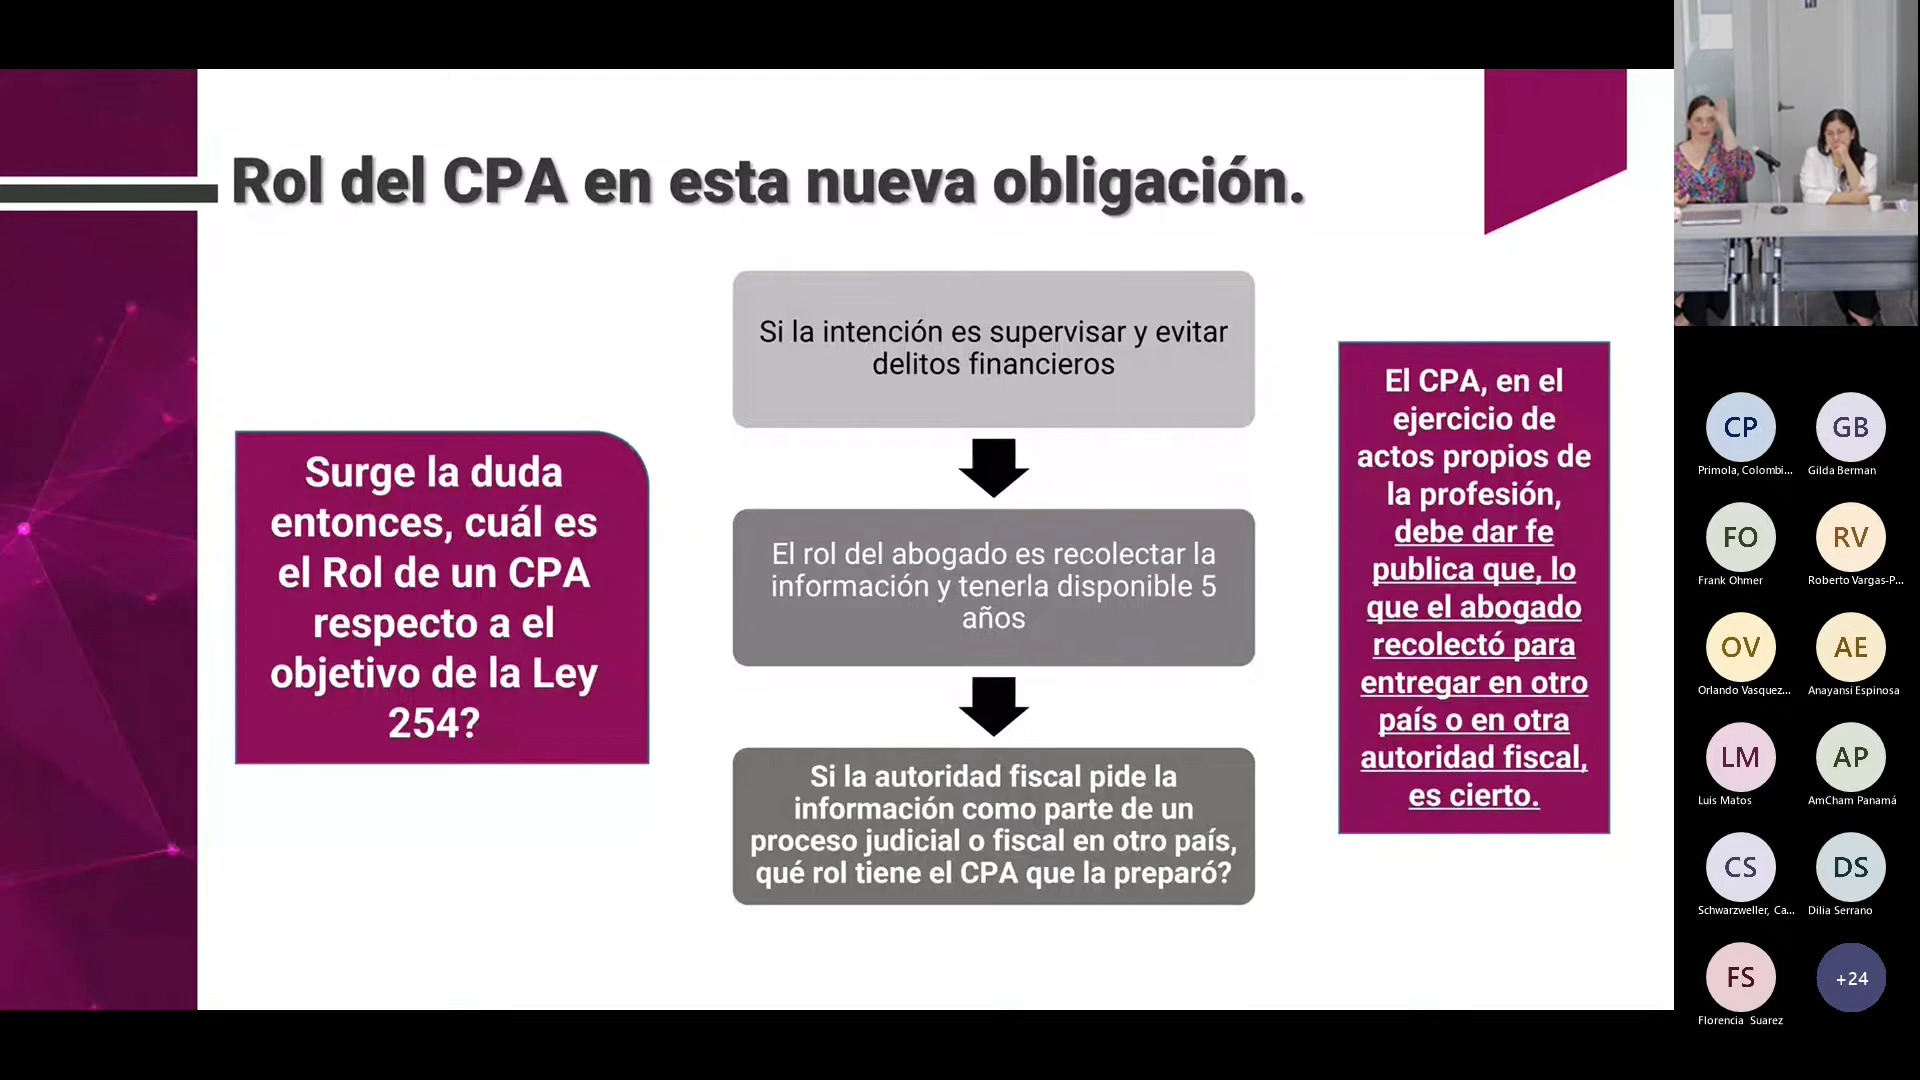 Rol del CPA en esta nueva obligación.
Surge la duda
entonces, cuál es
el Rol de un CPA
respecto a el
objetivo de la Ley
254?
Si la intención es supervisar y evitar
delitos financieros
El rol del abogado es recolectar la
información y tenerla disponible 5
años
Si la autoridad fiscal pide la
información como parte de un
proceso judicial o fiscal en otro país,
qué rol tiene el CPA que la preparó?
El CPA, en el
ejercicio de
actos propios de
la profesión,
debe dar fe
publica que, lo
que el abogado
recolectó para
entregar en otro
país o en otra
autoridad fiscal,
es cierto.
CP
Primola, Colombi...
GB
Gilda Berman
FO
Frank Ohmer
RV
Roberto Vargas-P...
OV
Orlando Vasquez...
AE
Anayansi Espinosa
LM
Luis Matos
AP
AmCham Panamá
CS
Schwarzweller, Ca...
DS
Dilia Serrano
FS
Florencia Suarez
+24